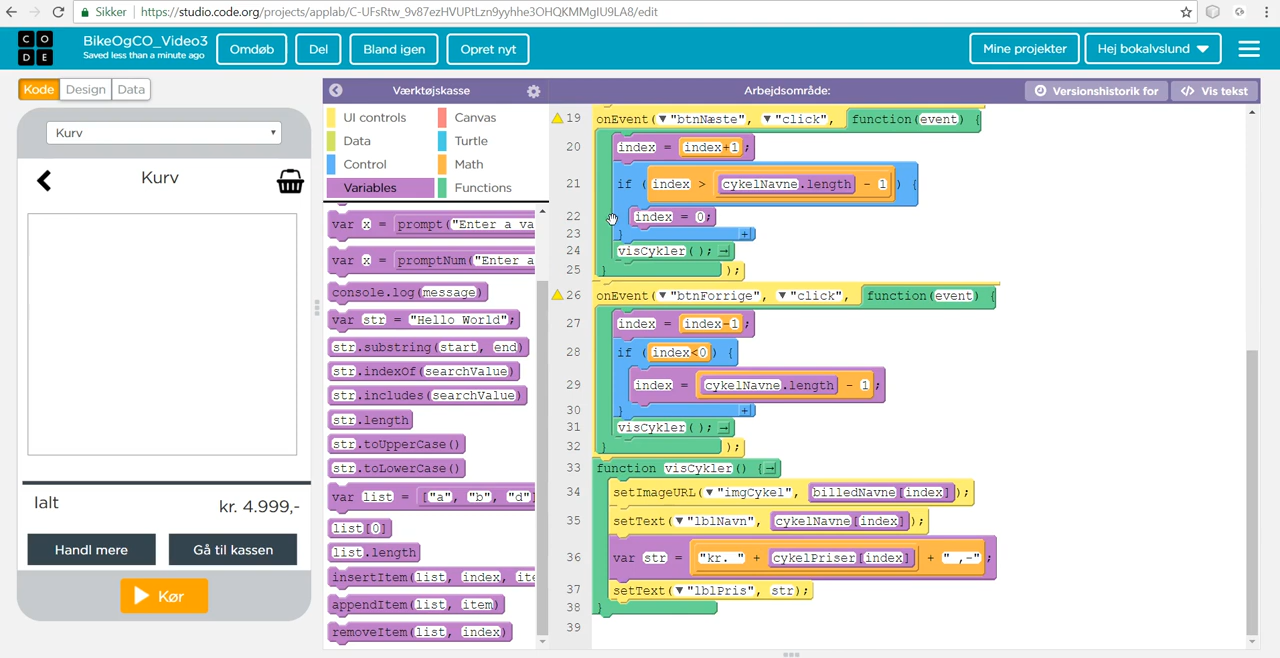 Sikker https://studio.code.org/projects/applab/C-UFsRtw_9v87ezHVUPtLzn9yyhhe3OHQKMMgIU9LA8/edit
C O D E
BikeOgCO_Video3
Saved less than a minute ago
Omdøb Del Bland igen Opret nyt Mine projekter Hej bokalvslund
Kode Design Data
Værktøjskasse
Arbejdsområde:
Versionshistorik for
Vis tekst
Kurv
Kurv
Ialt kr. 4.999,-
Handl mere Gå til kassen
Kør
UI controls Canvas
Data Turtle
Control Math
Variables Functions
var x = prompt("Enter a va
var x = promptNum("Enter a
console.log(message)
var str = "Hello World";
str.substring(start, end)
str.indexOf(searchValue)
str.includes(searchValue)
str.length
str.toUpperCase()
str.toLowerCase()
var list = ["a", "b", "d"]
list[0]
list.length
insertItem(list, index, ite
appendItem(list, item)
removeItem(list, index)
19 onEvent("btnNæste", "click", function(event) {
20 index = index+1;
21 if (index > cykelNavne.length - 1) {
22 index = 0;
23 }
24 visCykler();
25 });
26 onEvent("btnForrige", "click", function(event) {
27 index = index-1;
28 if (index<0) {
29 index = cykelNavne.length - 1;
30 }
31 visCykler();
32 });
33 function visCykler() {
34 setImageURL("imgCykel", billedNavne[index]);
35 setText("lblNavn", cykelNavne[index]);
36 var str = "kr. " + cykelPriser[index] + " ,-";
37 setText("lblPris", str);
38 }
39